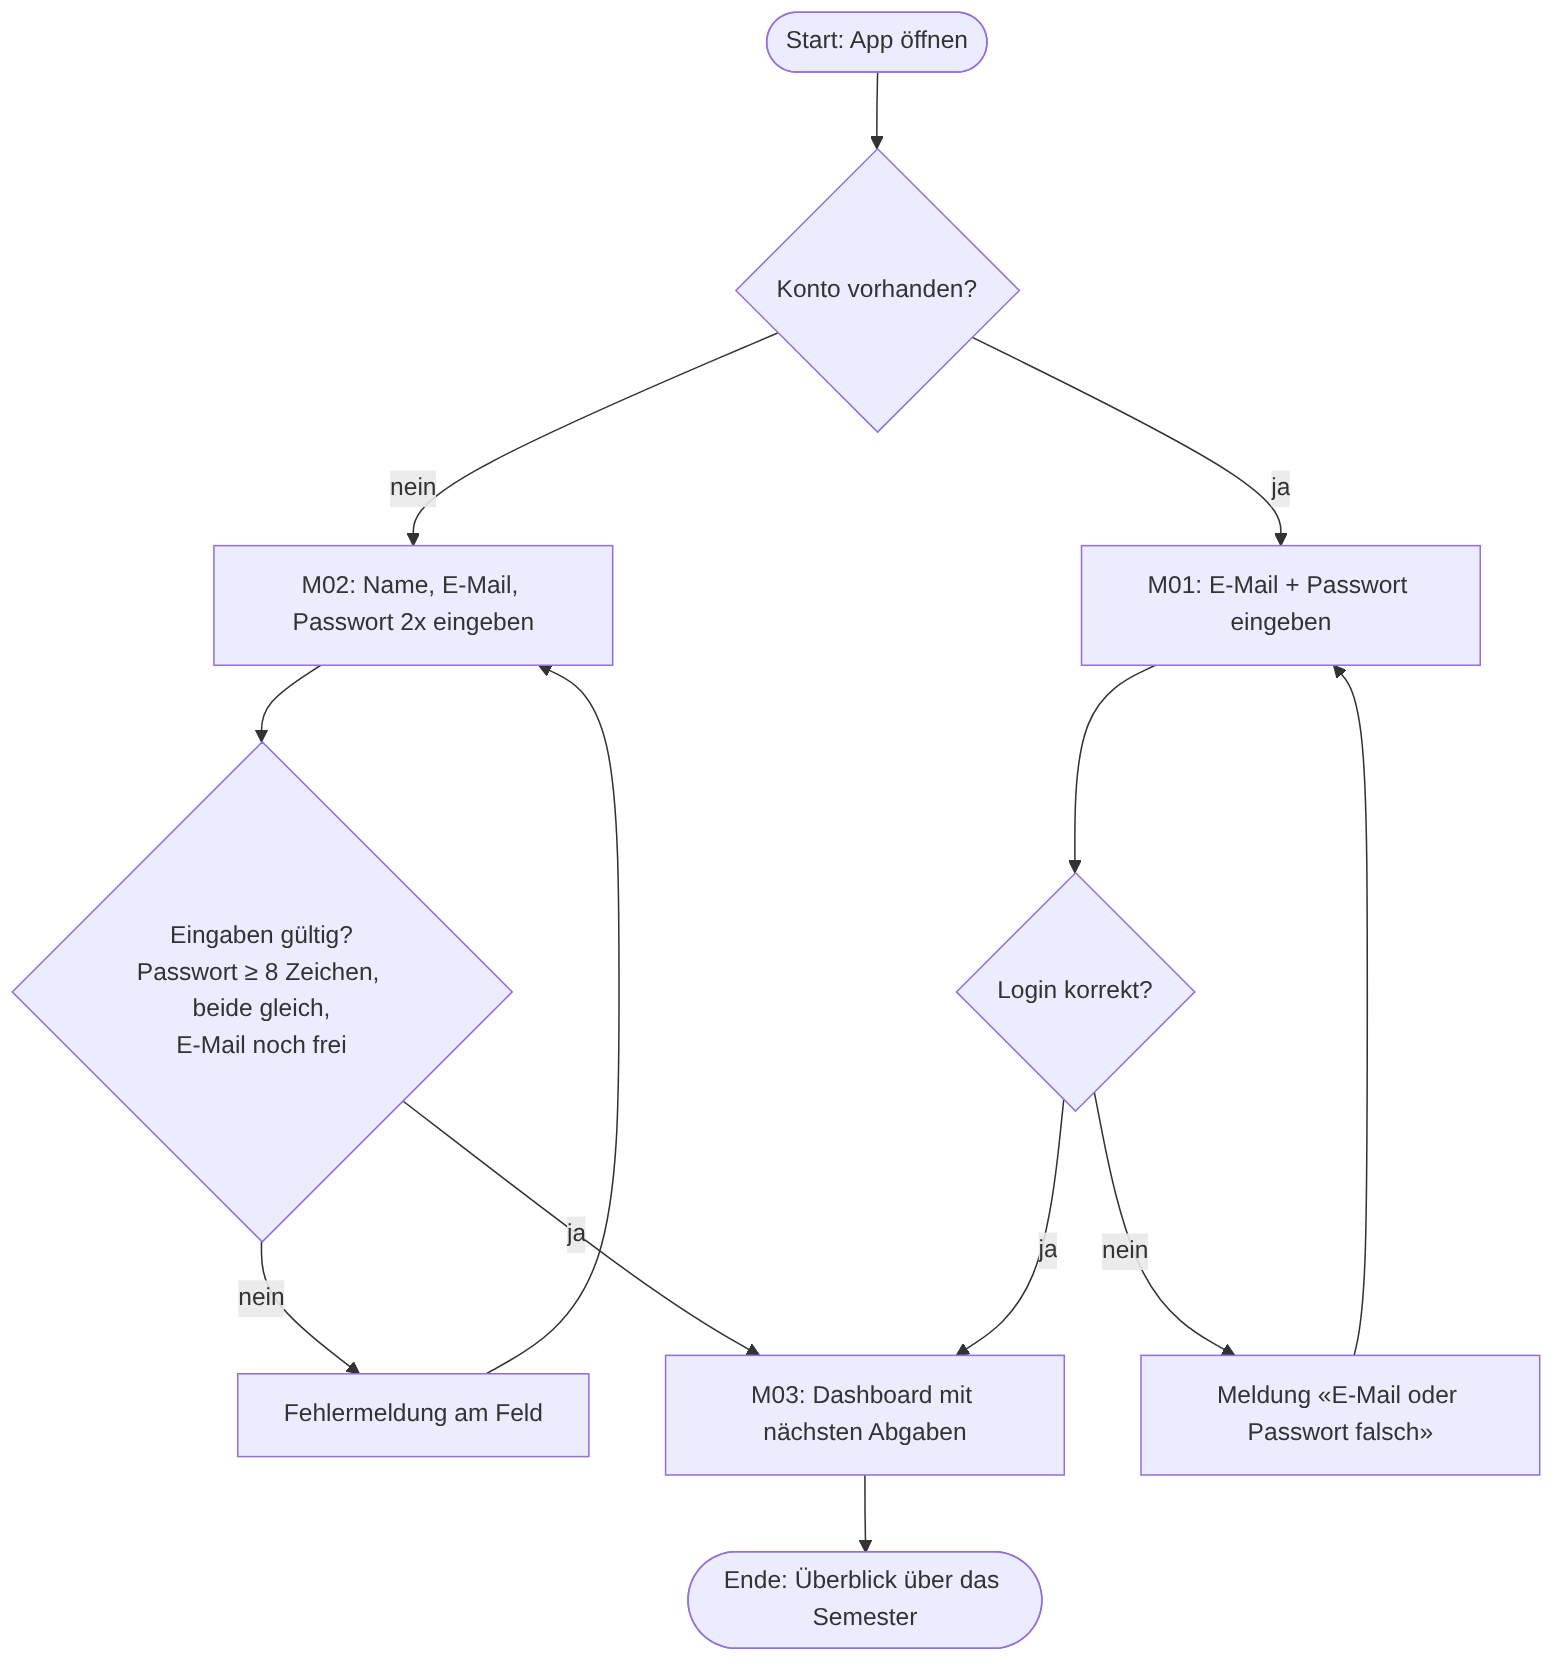 Start: App öffnen
Konto vorhanden?
nein
ja
M02: Name, E-Mail,
Passwort 2x eingeben
M01: E-Mail + Passwort
eingeben
Eingaben gültig?
Passwort ≥ 8 Zeichen,
beide gleich,
E-Mail noch frei
Login korrekt?
ja
nein
ja
nein
Fehlermeldung am Feld
M03: Dashboard mit
nächsten Abgaben
Meldung «E-Mail oder
Passwort falsch»
Ende: Überblick über das
Semester